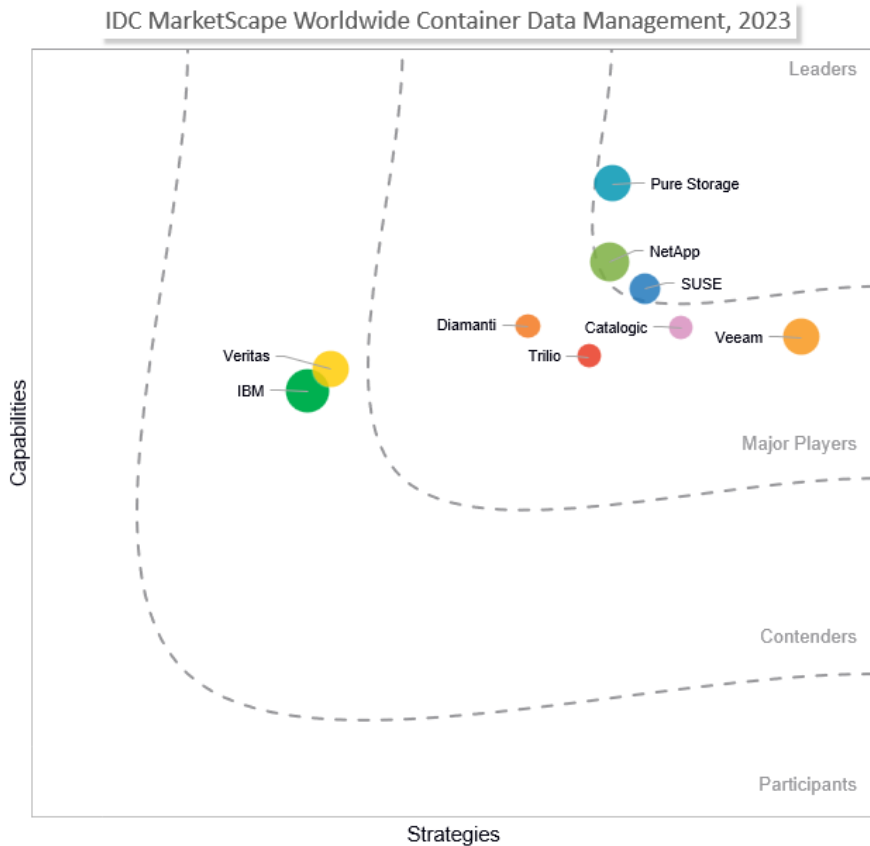 IDC MarketScape Worldwide Container Data Management, 2023
Leaders
Pure Storage
NetApp
SUSE
Diamanti
Catalogic
Veeam
Trilio
Veritas
IBM
Major Players
Capabilities
Contenders
Participants
Strategies